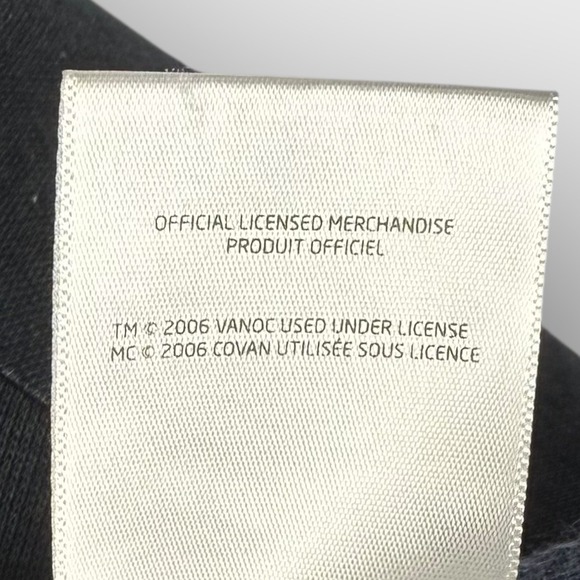 OFFICIAL LICENSED MERCHANDISE
PRODUIT OFFICIEL
TM © 2006 VANOC USED UNDER LICENSE
MC © 2006 COVAN UTILISÉE SOUS LICENCE